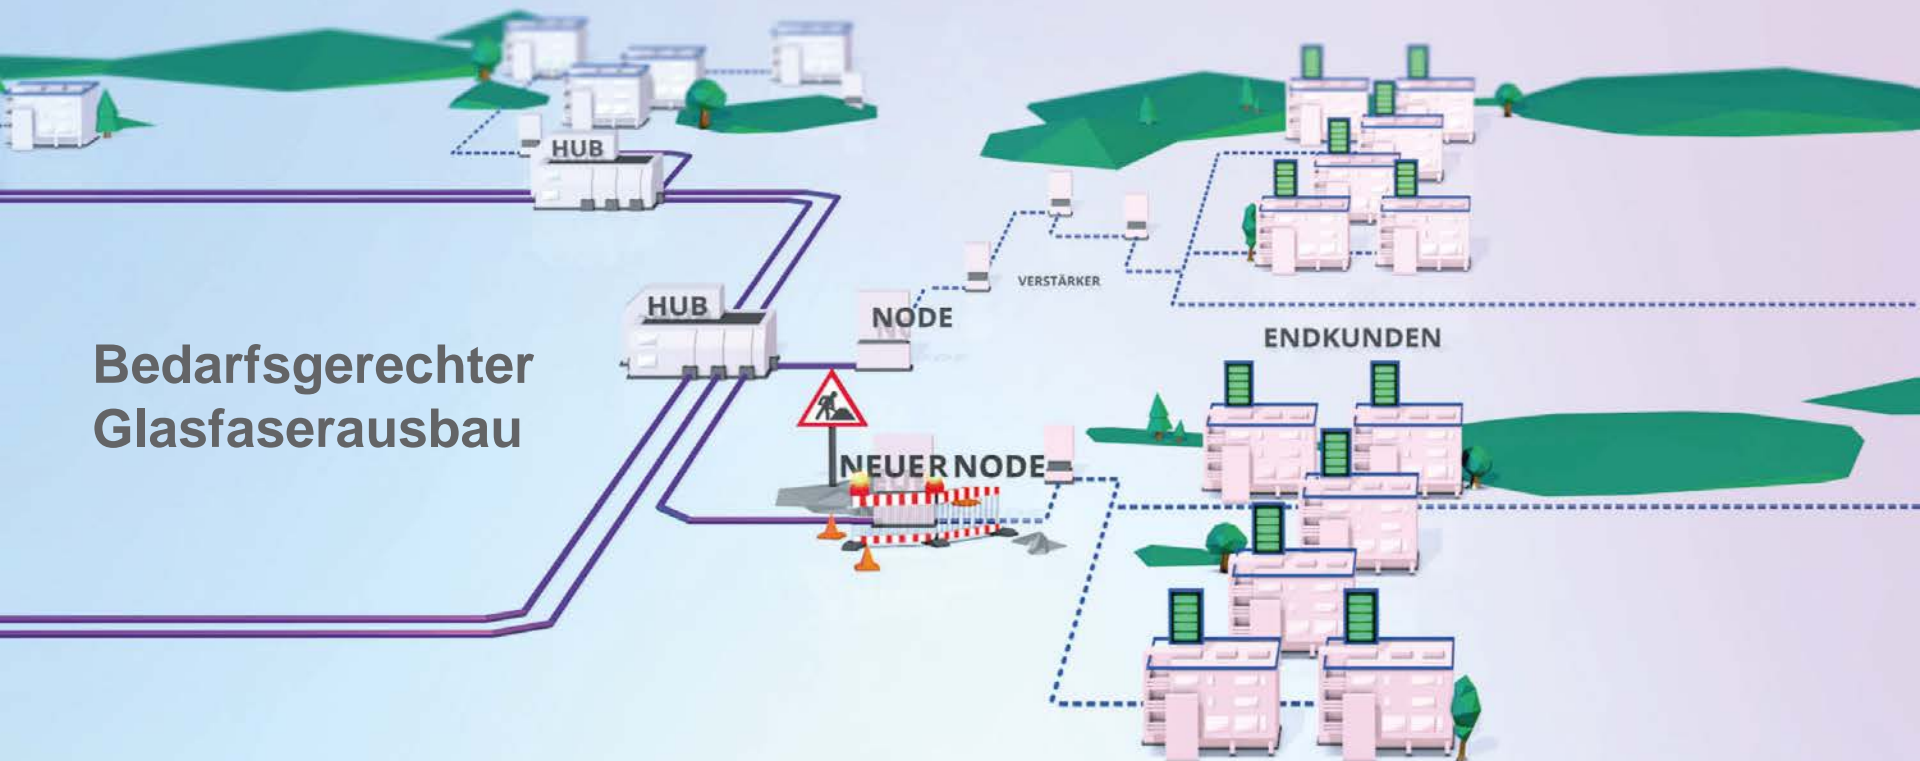 HUB
VERSTÄRKER
HUB
NODE
ENDKUNDEN
Bedarfsgerechter
Glasfaserausbau
NEUER NODE